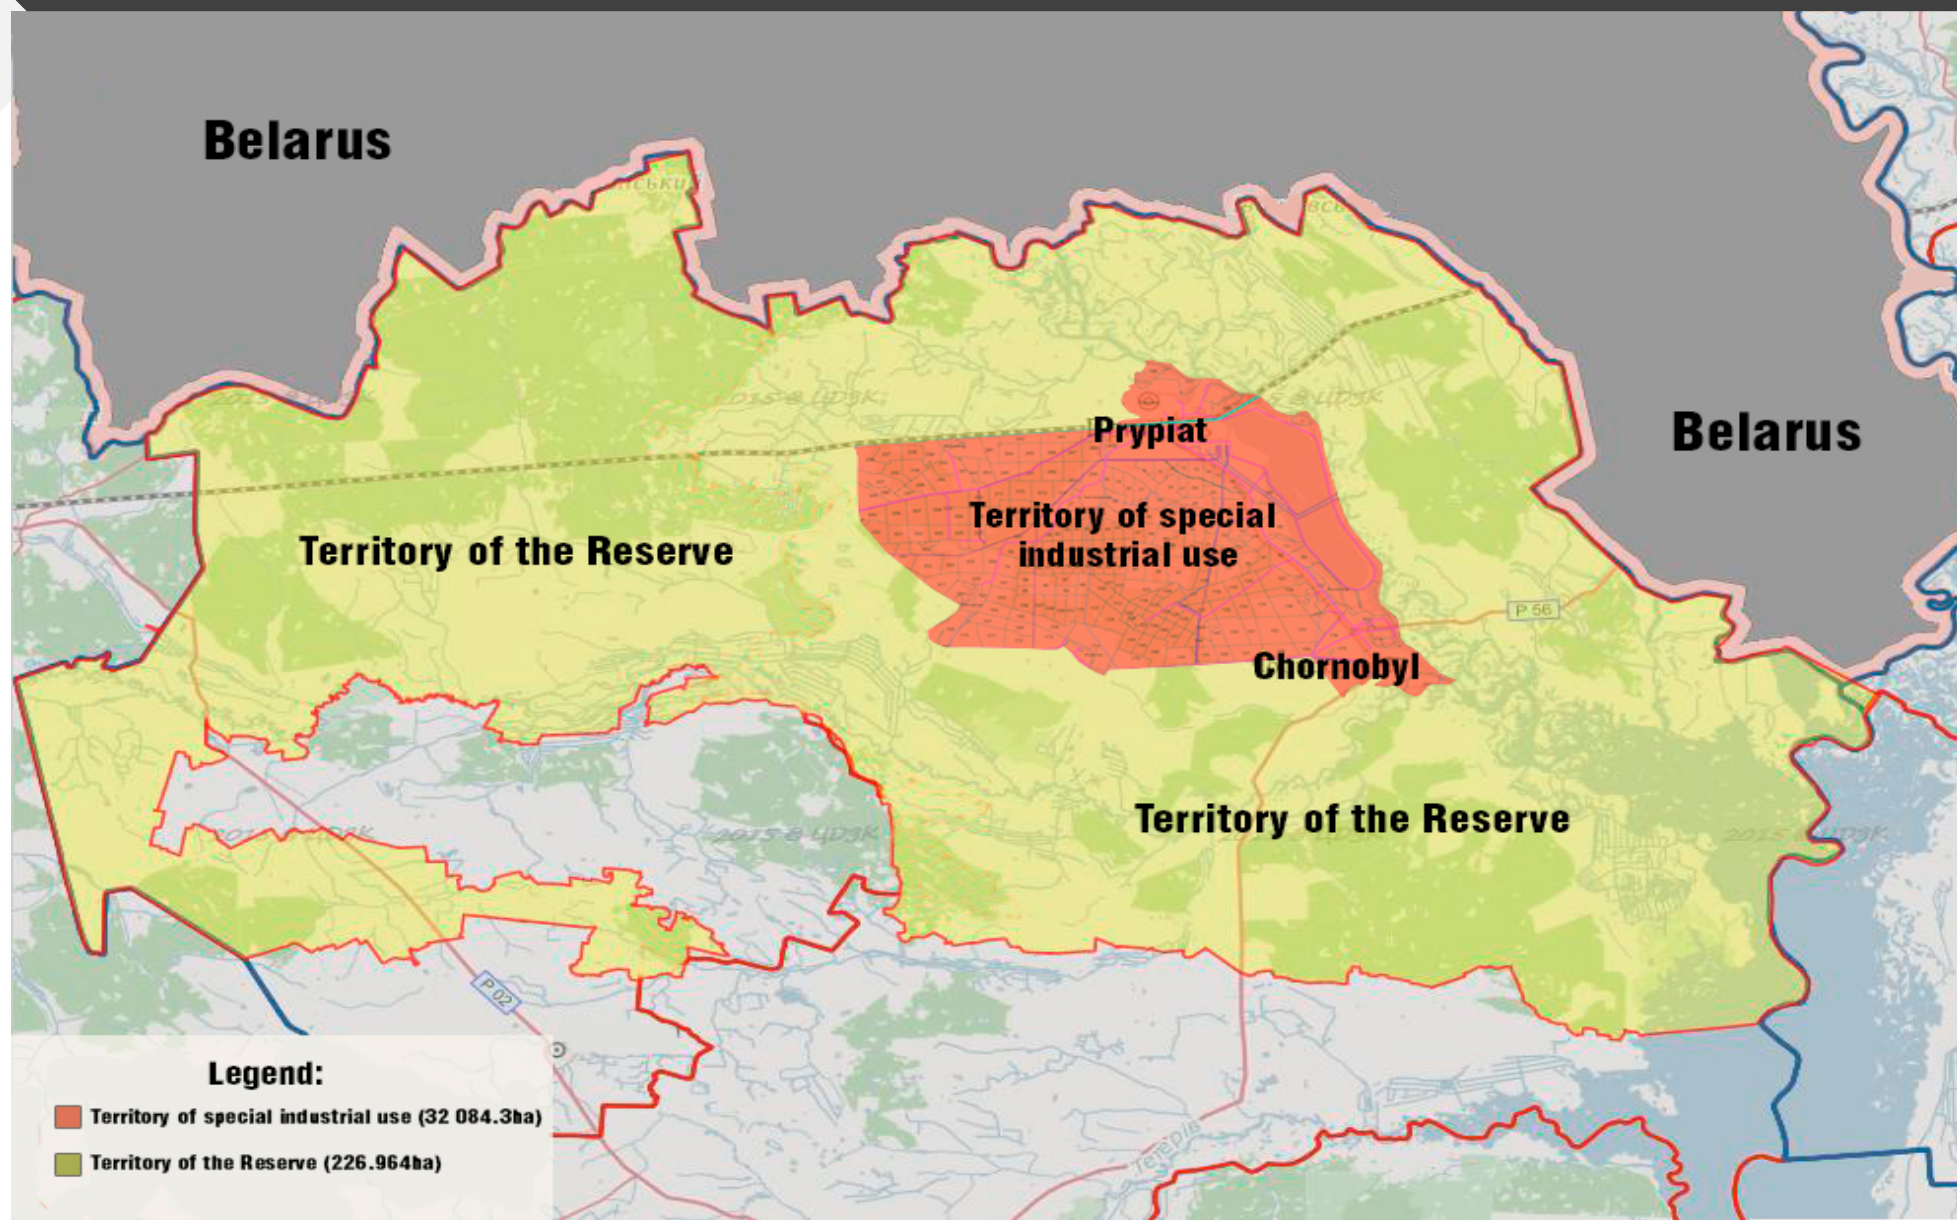 Belarus
Belarus
Prypiat
Territory of special
industrial use
Territory of the Reserve
P 56
Chornobyl
Territory of the Reserve
P 02
Тетерів
Legend:
Territory of special industrial use (32 084.3ha)
Territory of the Reserve (226.964ha)